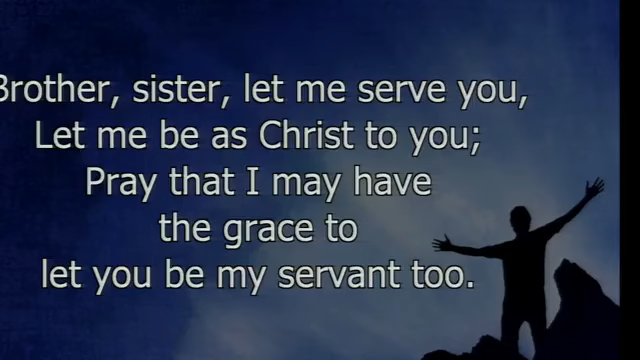 Brother, sister, let me serve you,
Let me be as Christ to you;
Pray that I may have
the grace to
let you be my servant too.